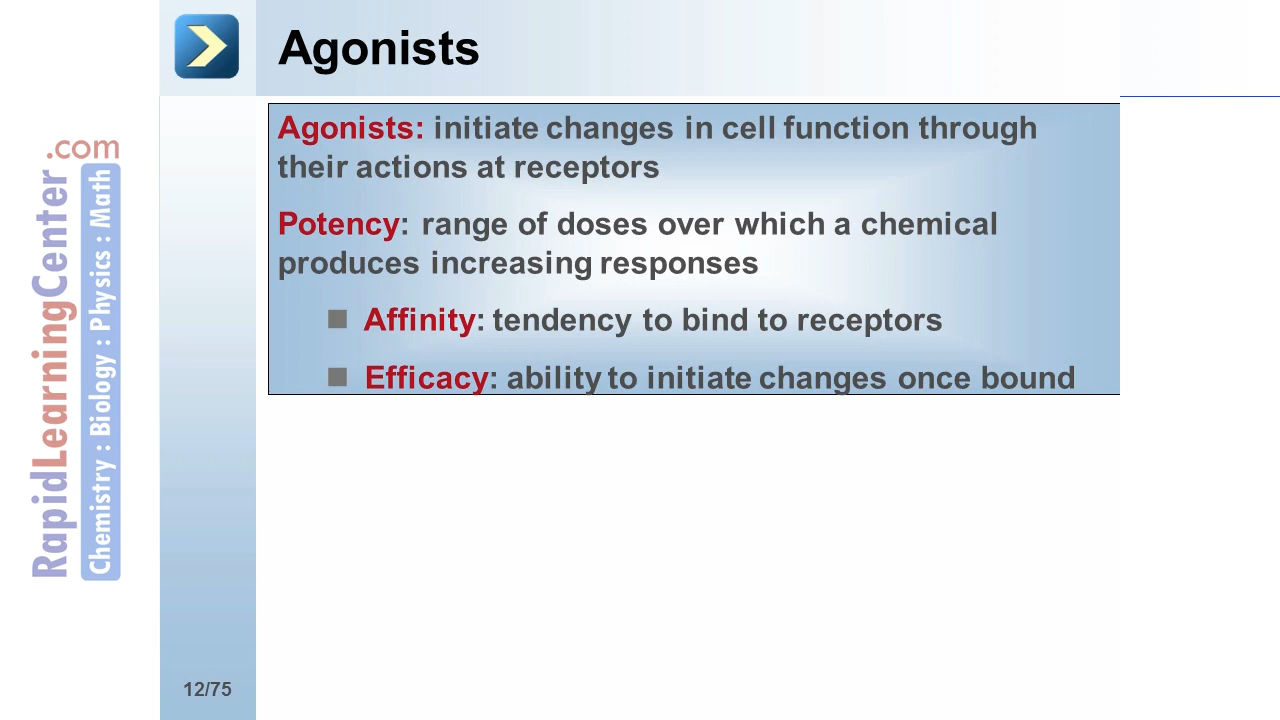 Agonists
Agonists: initiate changes in cell function through
their actions at receptors
Potency: range of doses over which a chemical
produces increasing responses
■ Affinity: tendency to bind to receptors
■ Efficacy: ability to initiate changes once bound
RapidLearningCenter.com
Chemistry : Biology : Physics : Math
12/75